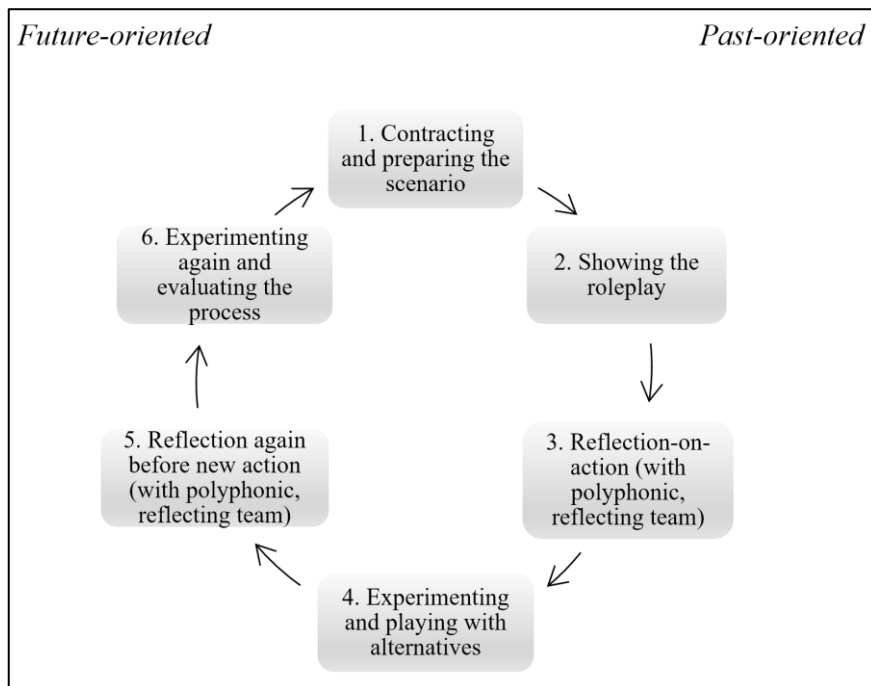 Future-oriented
Past-oriented
1. Contracting
and preparing the
scenario
2. Showing the
roleplay
3. Reflection-on-
action (with
polyphonic,
reflecting team)
4. Experimenting
and playing with
alternatives
5. Reflection again
before new action
(with polyphonic,
reflecting team)
6. Experimenting
again and
evaluating the
process